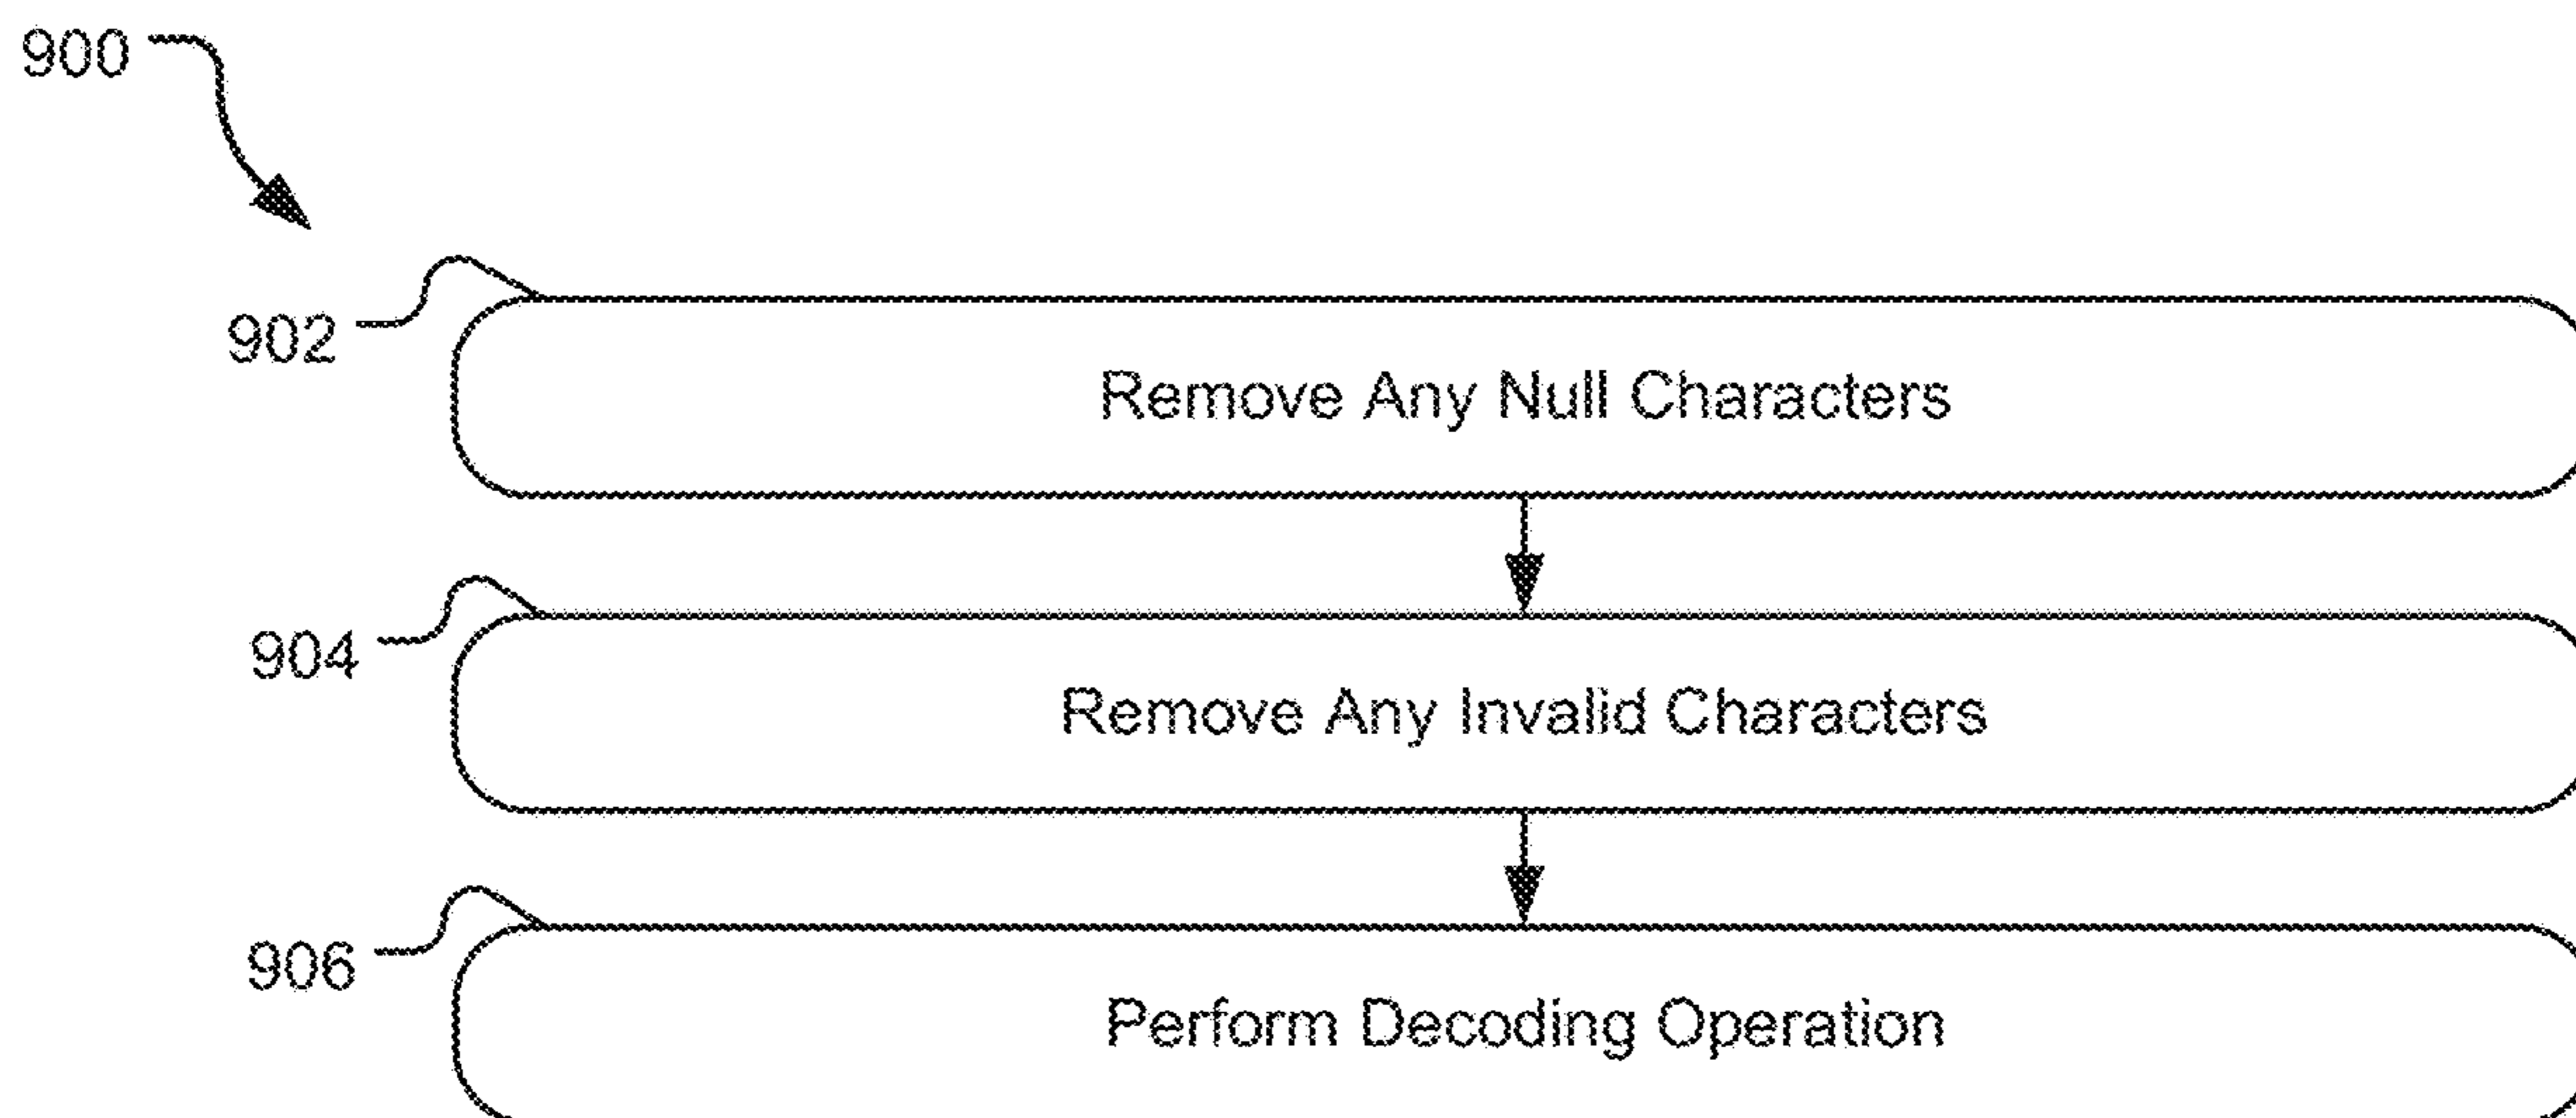 900
902
Remove Any Null Characters
904
Remove Any Invalid Characters
906
Perform Decoding Operation